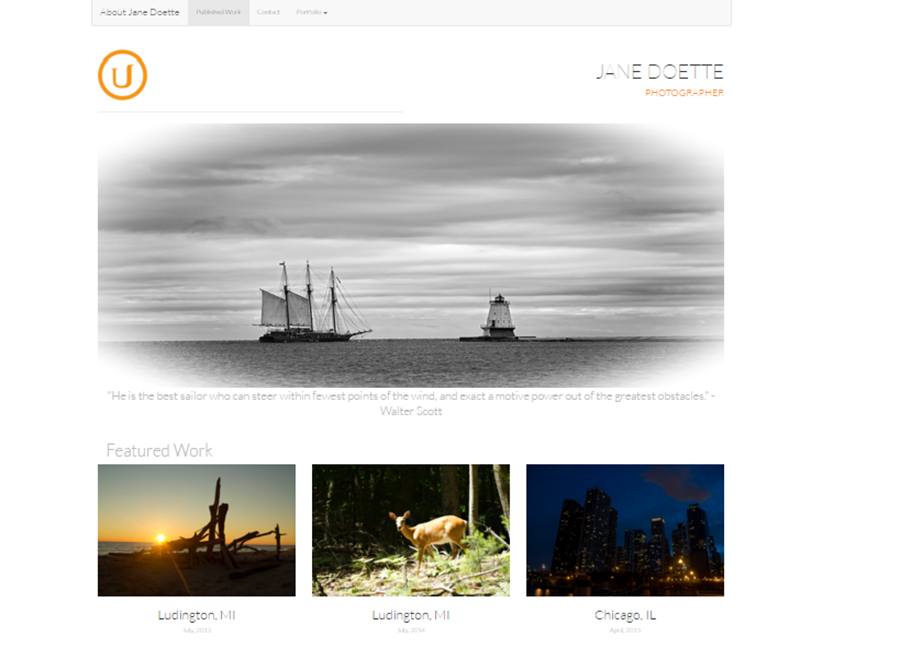 About Jane Doette Published Work Contact Portfolio
U
JANE DOETTE
PHOTOGRAPHER
"He is the best sailor who can steer within fewest points of the wind, and exact a motive power out of the greatest obstacles." -
Walter Scott
Featured Work
Ludington, MI Ludington, MI Chicago, IL
July, 2013 July, 2014 April, 2015